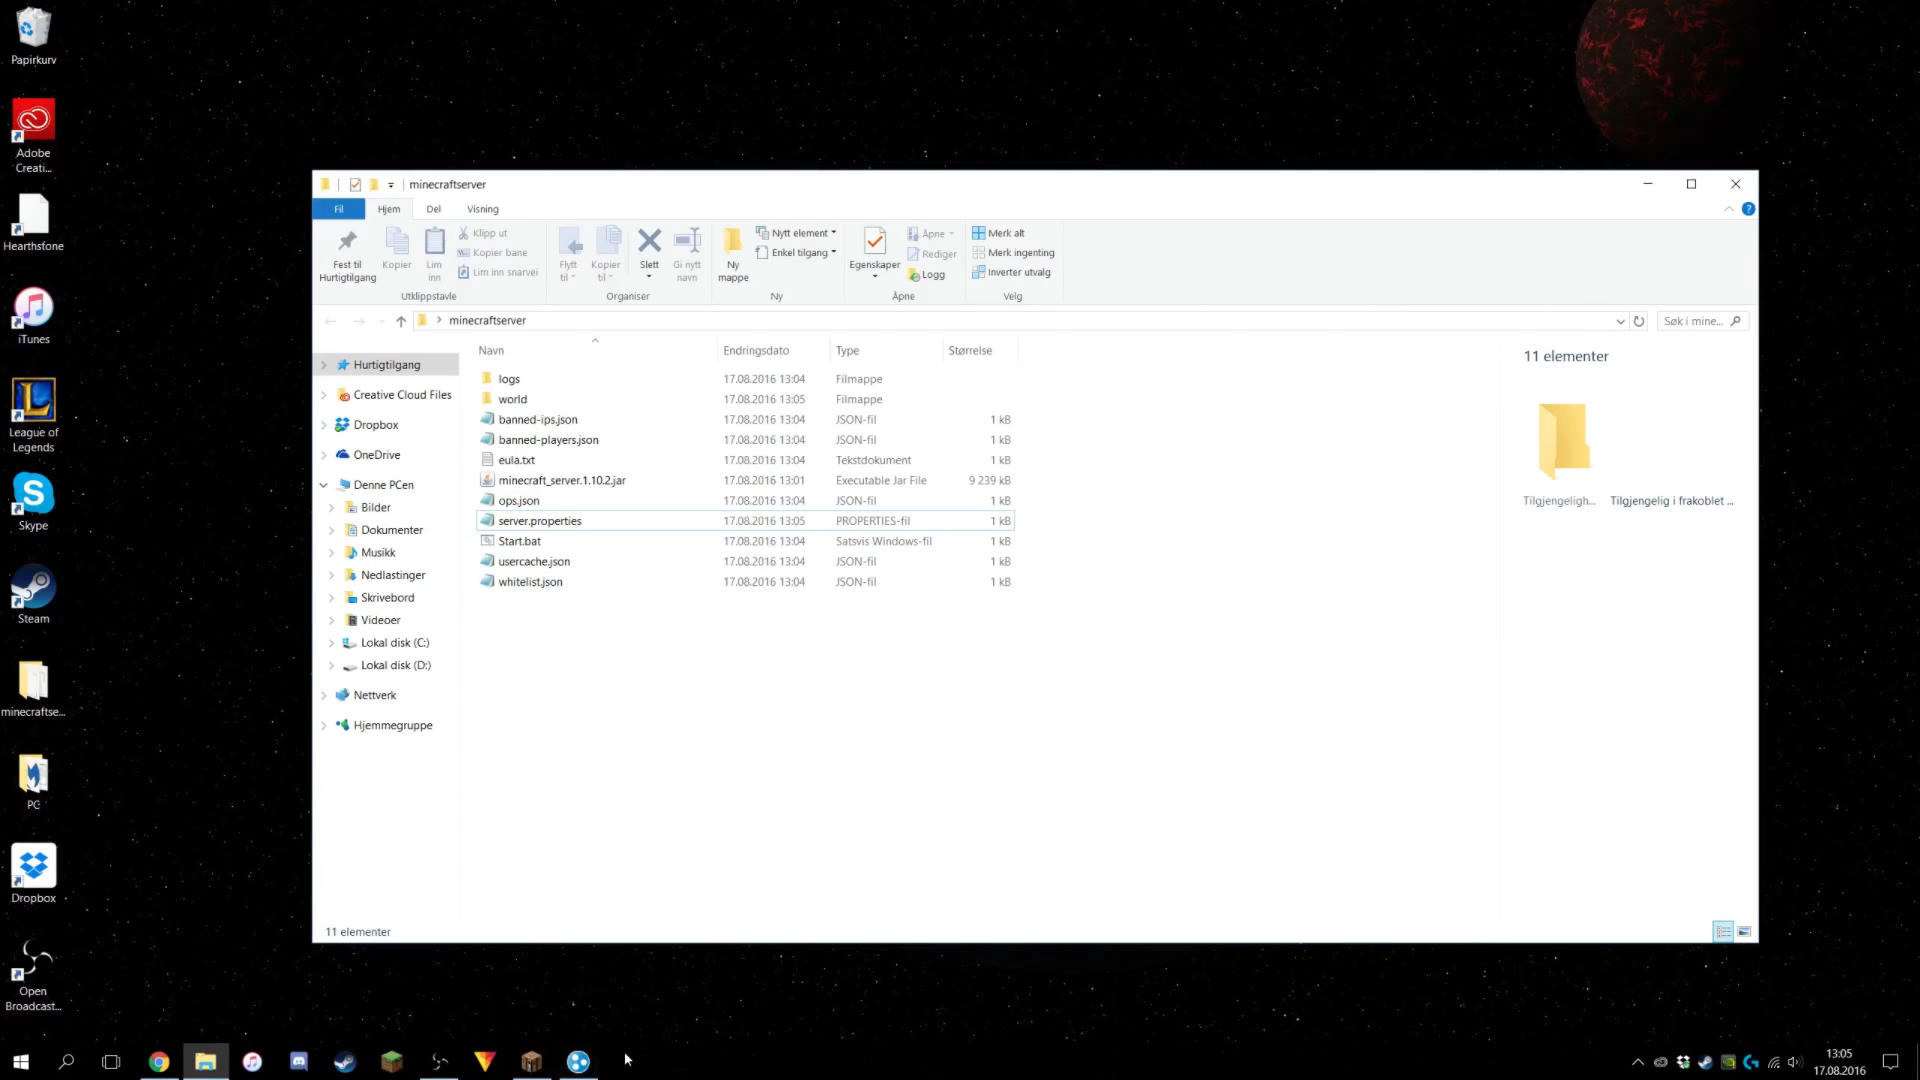 Papirkurv
Adobe
Creati...
Hearthstone
iTunes
League of
Legends
Skype
Steam
minecraftse...
PC
Dropbox
Open
Broadcast...
minecraftserver
Fil
Hjem
Del
Visning
Fest til
Hurtigtilgang
Kopier
Lim
inn
Klipp ut
Kopier bane
Lim inn snarvei
Utklippstavle
Flytt
til
Kopier
til
Slett
Gi nytt
navn
Organiser
Ny
mappe
Nytt element
Enkel tilgang
Ny
Egenskaper
Åpne
Rediger
Logg
Åpne
Merk alt
Merk ingenting
Inverter utvalg
Velg
minecraftserver
Søk i mine...
Hurtigtilgang
Creative Cloud Files
Dropbox
OneDrive
Denne PCen
Bilder
Dokumenter
Musikk
Nedlastinger
Skrivebord
Videoer
Lokal disk (C:)
Lokal disk (D:)
Nettverk
Hjemmegruppe
Navn Endringsdato Type Størrelse
logs 17.08.2016 13:04 Filmappe
world 17.08.2016 13:05 Filmappe
banned-ips.json 17.08.2016 13:04 JSON-fil 1 kB
banned-players.json 17.08.2016 13:04 JSON-fil 1 kB
eula.txt 17.08.2016 13:04 Tekstdokument 1 kB
minecraft_server.1.10.2.jar 17.08.2016 13:01 Executable Jar File 9 239 kB
ops.json 17.08.2016 13:04 JSON-fil 1 kB
server.properties 17.08.2016 13:05 PROPERTIES-fil 1 kB
Start.bat 17.08.2016 13:04 Satsvis Windows-fil 1 kB
usercache.json 17.08.2016 13:04 JSON-fil 1 kB
whitelist.json 17.08.2016 13:04 JSON-fil 1 kB
11 elementer
Tilgjengeligh... Tilgjengelig i frakoblet ...
11 elementer
13:05
17.08.2016